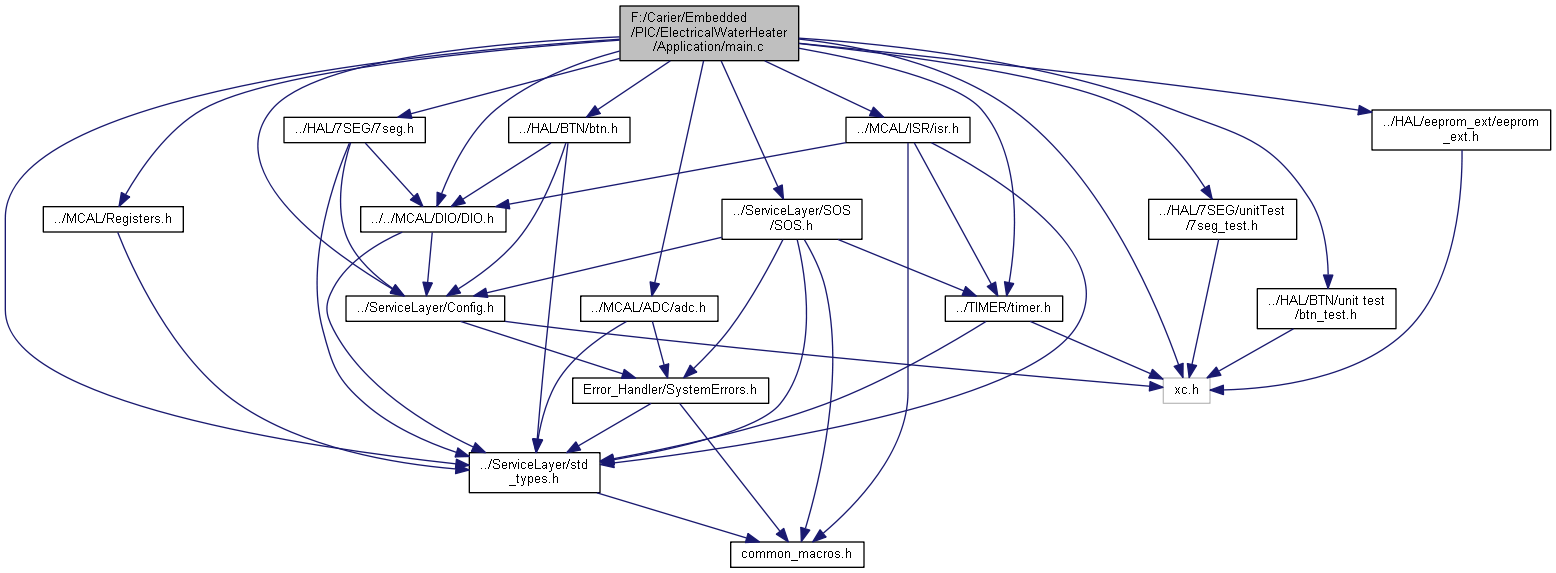 F:/Carier/Embedded
/PIC/ElectricalWaterHeater
/Application/main.c
../HAL/7SEG/7seg.h
../HAL/BTN/btn.h
../MCAL/ISR/isr.h
../HAL/eeprom_ext/eeprom
_ext.h
../MCAL/Registers.h
../../MCAL/DIO/DIO.h
../ServiceLayer/SOS
/SOS.h
../HAL/7SEG/unitTest
/7seg_test.h
../ServiceLayer/Config.h
../MCAL/ADC/adc.h
../TIMER/timer.h
../HAL/BTN/unit test
/btn_test.h
Error_Handler/SystemErrors.h
xc.h
../ServiceLayer/std
_types.h
common_macros.h